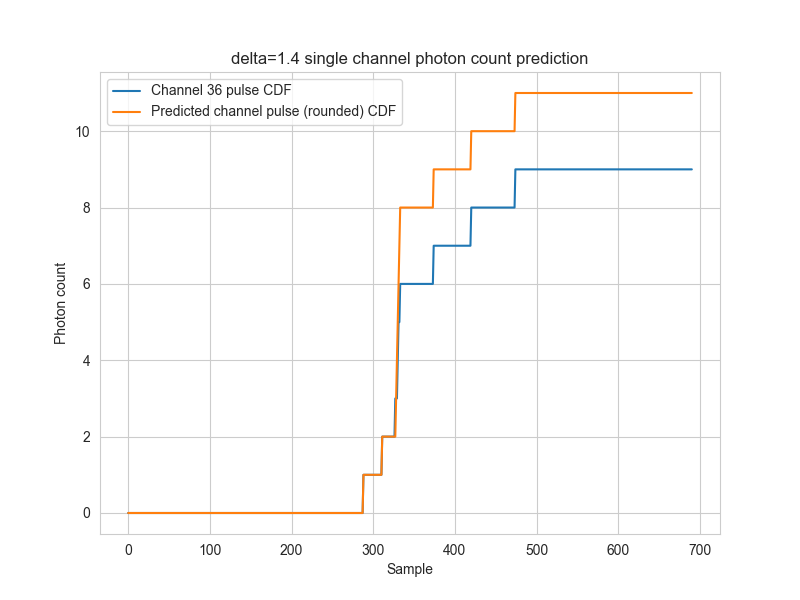 delta=1.4 single channel photon count prediction
Channel 36 pulse CDF
Predicted channel pulse (rounded) CDF
Photon count
10
8
6
4
2
0
0 100 200 300 400 500 600 700
Sample